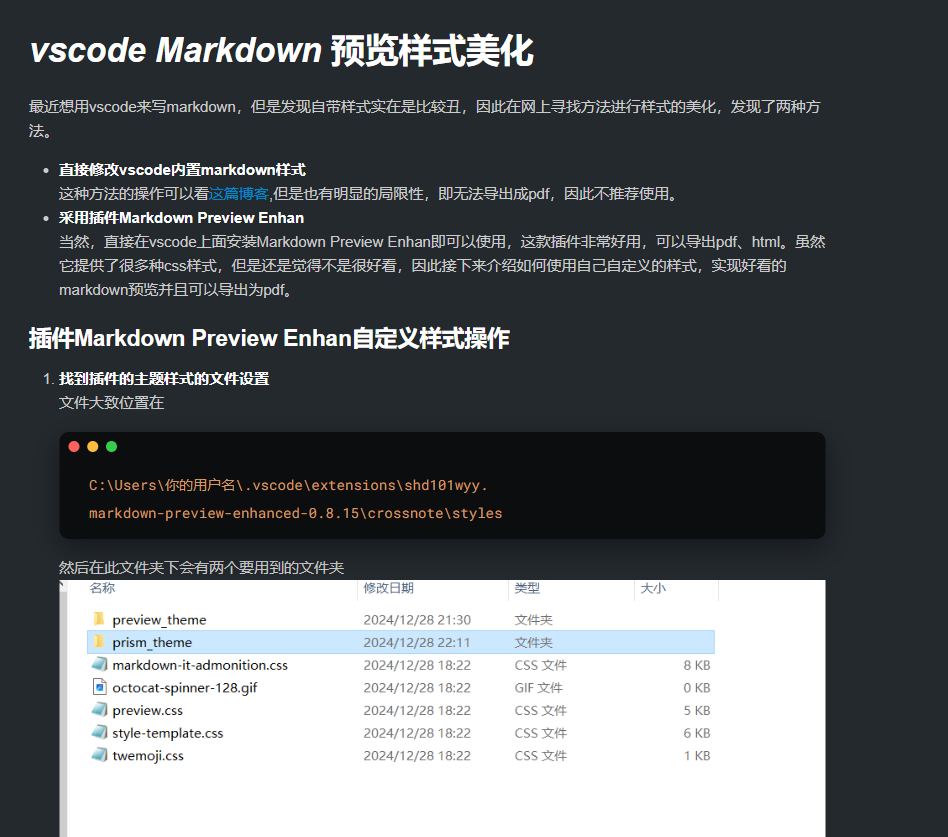 vscode Markdown 预览样式美化
最近想用vscode来写markdown，但是发现自带样式实在是比较丑，因此在网上寻找方法进行样式的美化，发现了两种方
法。
直接修改vscode内置markdown样式
这种方法的操作可以看这篇博客,但是也有明显的局限性，即无法导出成pdf，因此不推荐使用。
采用插件Markdown Preview Enhan
当然，直接在vscode上面安装Markdown Preview Enhan即可以使用，这款插件非常好用，可以导出pdf、html。虽然
它提供了很多种css样式，但是还是觉得不是很好看，因此接下来介绍如何使用自己自定义的样式，实现好看的
markdown预览并且可以导出为pdf。
插件Markdown Preview Enhan自定义样式操作
1. 找到插件的主题样式的文件设置
文件大致位置在
C:\Users\你的用户名\.vscode\extensions\shd101wyy.
markdown-preview-enhanced-0.8.15\crossnote\styles
然后在此文件夹下会有两个要用到的文件夹
名称 修改日期 类型 大小
preview_theme 2024/12/28 21:30 文件夹
prism_theme 2024/12/28 22:11 文件夹
markdown-it-admonition.css 2024/12/28 18:22 CSS 文件 8 KB
octocat-spinner-128.gif 2024/12/28 18:22 GIF 文件 0 KB
preview.css 2024/12/28 18:22 CSS 文件 5 KB
style-template.css 2024/12/28 18:22 CSS 文件 6 KB
twemoji.css 2024/12/28 18:22 CSS 文件 1 KB